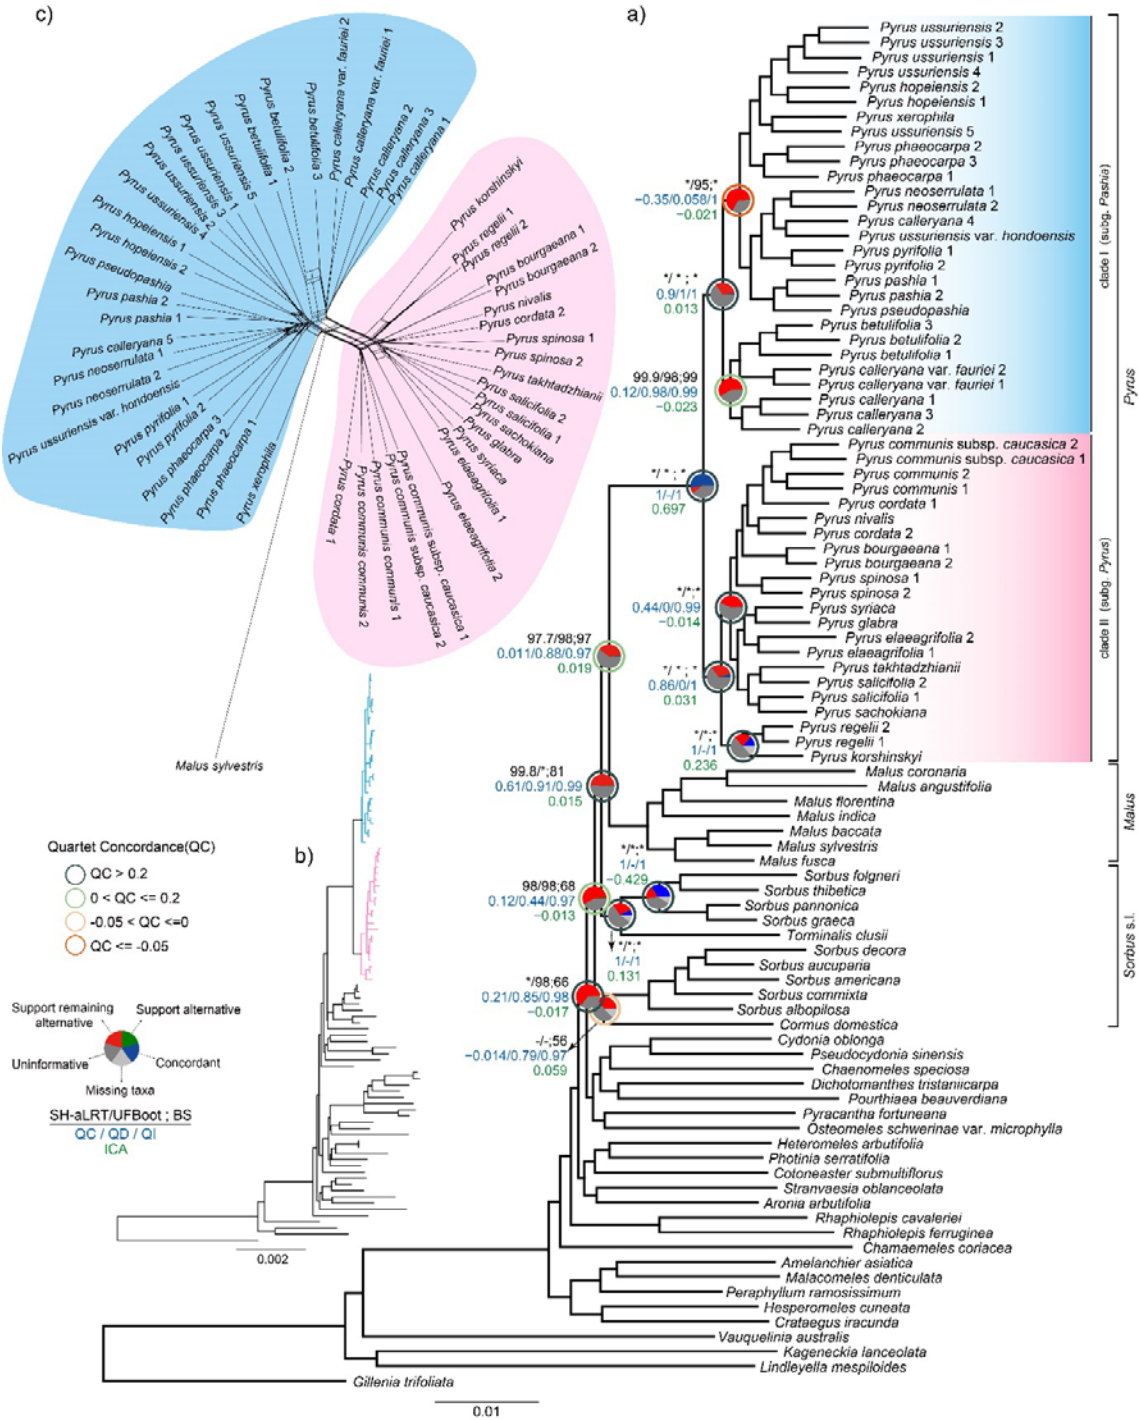 c)
a)
Pyrus ussuriensis 2
Pyrus ussuriensis 3
Pyrus ussuriensis 1
Pyrus ussuriensis 4
Pyrus hopeiensis 2
Pyrus hopeiensis 1
Pyrus xerophila
Pyrus ussuriensis 5
Pyrus phaeocarpa 2
Pyrus phaeocarpa 3
Pyrus phaeocarpa 1
Pyrus neoserrulata 1
Pyrus neoserrulata 2
Pyrus calleryana 4
Pyrus ussuriensis var. hondoensis
Pyrus pyrifolia 1
Pyrus pyrifolia 2
Pyrus pashia 1
Pyrus pashia 2
Pyrus pseudopashia
Pyrus betulifolia 3
Pyrus betulifolia 2
Pyrus betulifolia 1
Pyrus calleryana var. fauriei 2
Pyrus calleryana var. fauriei 1
Pyrus calleryana 1
Pyrus calleryana 3
Pyrus calleryana 2
Pyrus communis subsp. caucasica 2
Pyrus communis subsp. caucasica 1
Pyrus communis 2
Pyrus communis 1
Pyrus cordata 1
Pyrus nivalis
Pyrus cordata 2
Pyrus bourgaeana 1
Pyrus bourgaeana 2
Pyrus spinosa 1
Pyrus spinosa 2
Pyrus syriaca
Pyrus glabra
Pyrus elaeagrifolia 2
Pyrus elaeagrifolia 1
Pyrus takhtadzhianii
Pyrus salicifolia 2
Pyrus salicifolia 1
Pyrus sachokiana
Pyrus regelii 2
Pyrus regelii 1
Pyrus korshinskyi
Malus coronaria
Malus angustifolia
Malus florentina
Malus indica
Malus baccata
Malus sylvestris
Malus fusca
Sorbus folgneri
Sorbus thibetica
Sorbus pannonica
Sorbus graeca
Torminalis clusii
Sorbus decora
Sorbus aucuparia
Sorbus americana
Sorbus commixta
Sorbus albopilosa
Cormus domestica
Cydonia oblonga
Pseudocydonia sinensis
Chaenomeles speciosa
Dichotomanthes tristaniicarpa
Pourthiaea beauverdiana
Pyracantha fortuneana
Osteomeles schwerinae var. microphylla
Heteromeles arbutifolia
Photinia serratifolia
Cotoneaster submultiflorus
Stranvaesia oblanceolata
Aronia arbutifolia
Rhaphiolepis cavaleriei
Rhaphiolepis ferruginea
Chamaemeles coriacea
Amelanchier asiatica
Malacomeles denticulata
Peraphyllum ramosissimum
Hesperomeles cuneata
Crataegus iracunda
Vauquelinia australis
Kageneckia lanceolata
Lindleyella mespiloides
Gillenia trifoliata
0.01
clade I (subg. Pashia)
clade II (subg. Pyrus)
Pyrus
Malus
Sorbus s.l.
*/95;*
−0.35/0.058/1
−0.021
*/ * ; *
0.9/1/1
0.013
99.9/98;99
0.12/0.98/0.99
−0.023
*/ * ; *
1/-/1
0.697
*/*;*
0.44/0/0.99
−0.014
*/ * ; *
0.86/0/1
0.031
*/*;*
1/-/1
0.236
97.7/98;97
0.011/0.88/0.97
0.019
99.8/*;81
0.61/0.91/0.99
0.015
*/*;*
1/-/1
−0.429
98/98;68
0.12/0.44/0.97
−0.013
*/*;*
1/-/1
0.131
*/98;66
0.21/0.85/0.98
−0.017
-/-;56
−0.014/0.79/0.97
0.059
Pyrus calleryana var. fauriei 2
Pyrus calleryana var. fauriei 1
Pyrus betulifolia 3
Pyrus betulifolia 2
Pyrus betulifolia 1
Pyrus calleryana 2
Pyrus calleryana 3
Pyrus calleryana 1
Pyrus ussuriensis 5
Pyrus ussuriensis 1
Pyrus ussuriensis 3
Pyrus ussuriensis 2
Pyrus ussuriensis 4
Pyrus hopeiensis 1
Pyrus hopeiensis 2
Pyrus pseudopashia
Pyrus pashia 2
Pyrus pashia 1
Pyrus calleryana 5
Pyrus neoserrulata 1
Pyrus neoserrulata 2
Pyrus ussuriensis var. hondoensis
Pyrus pyrifolia 1
Pyrus pyrifolia 2
Pyrus phaeocarpa 3
Pyrus phaeocarpa 2
Pyrus phaeocarpa 1
Pyrus xerophila
Pyrus korshinskyi
Pyrus regelii 1
Pyrus regelii 2
Pyrus bourgaeana 1
Pyrus bourgaeana 2
Pyrus nivalis
Pyrus cordata 2
Pyrus spinosa 1
Pyrus spinosa 2
Pyrus takhtadzhianii
Pyrus salicifolia 2
Pyrus salicifolia 1
Pyrus sachokiana
Pyrus glabra
Pyrus syriaca
Pyrus elaeagrifolia 1
Pyrus elaeagrifolia 2
Pyrus communis subsp. caucasica 1
Pyrus communis subsp. caucasica 2
Pyrus communis 1
Pyrus communis communis 2
Pyrus cordata 1
Malus sylvestris
b)
0.002
Quartet Concordance(QC)
QC > 0.2
0 < QC <= 0.2
-0.05 < QC <=0
QC <= -0.05
Support remaining
alternative
Support alternative
Uninformative
Concordant
Missing taxa
SH-aLRT/UFBoot ; BS
QC / QD / QI
ICA